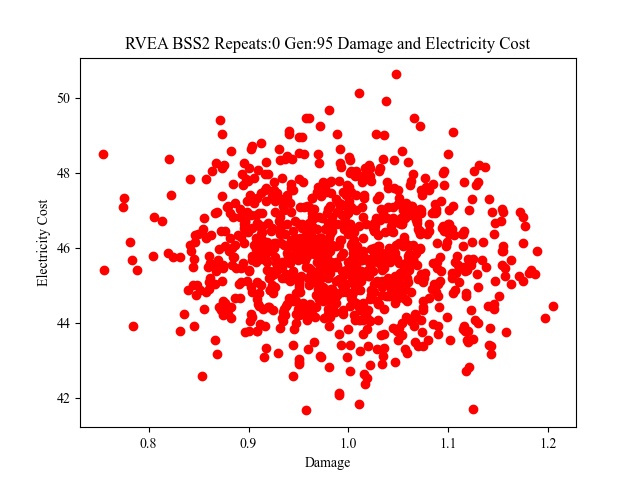 RVEA BSS2 Repeats:0 Gen:95 Damage and Electricity Cost
50
48
46
44
42
Electricity Cost
0.8 0.9 1.0 1.1 1.2
Damage